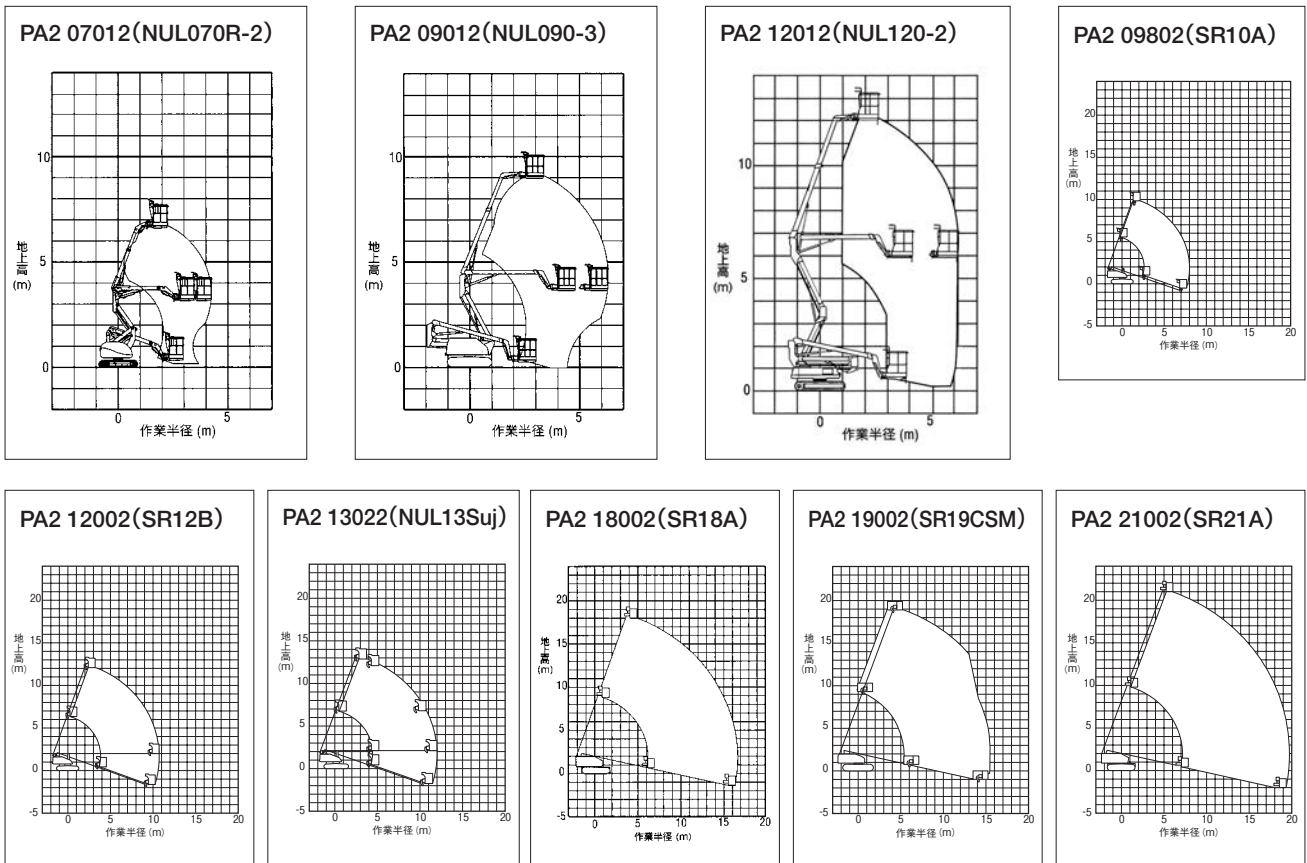 PA2 07012(NUL070R-2)
10
地上高
(m)
5
0
0 5
作業半径 (m)
PA2 09012(NUL090-3)
10
地上高
(m)
5
0
0 5
作業半径 (m)
PA2 12012(NUL120-2)
10
地上高
(m)
5
0
0 5
作業半径 (m)
PA2 09802(SR10A)
20
15
地上高
(m)
10
5
0
-5
0 5 10 15 20
作業半径 (m)
PA2 12002(SR12B)
20
15
地上高
(m)
10
5
0
-5
0 5 10 15 20
作業半径 (m)
PA2 13022(NUL13Suj)
20
15
地上高
(m)
10
5
0
-5
0 5 10 15 20
作業半径 (m)
PA2 18002(SR18A)
20
15
地上高
(m)
10
5
0
-5
0 5 10 15 20
作業半径 (m)
PA2 19002(SR19CSM)
20
15
地上高
(m)
10
5
0
-5
0 5 10 15 20
作業半径 (m)
PA2 21002(SR21A)
20
15
地上高
(m)
10
5
0
-5
0 5 10 15 20
作業半径 (m)